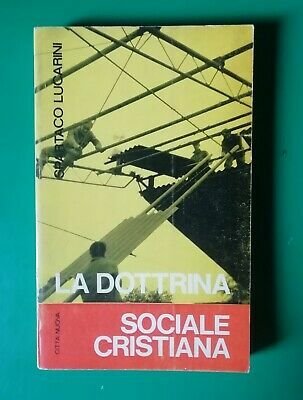 SPARTACO LUCARINI
LA DOTTRINA
SOCIALE
CRISTIANA
CITTÀ NUOVA